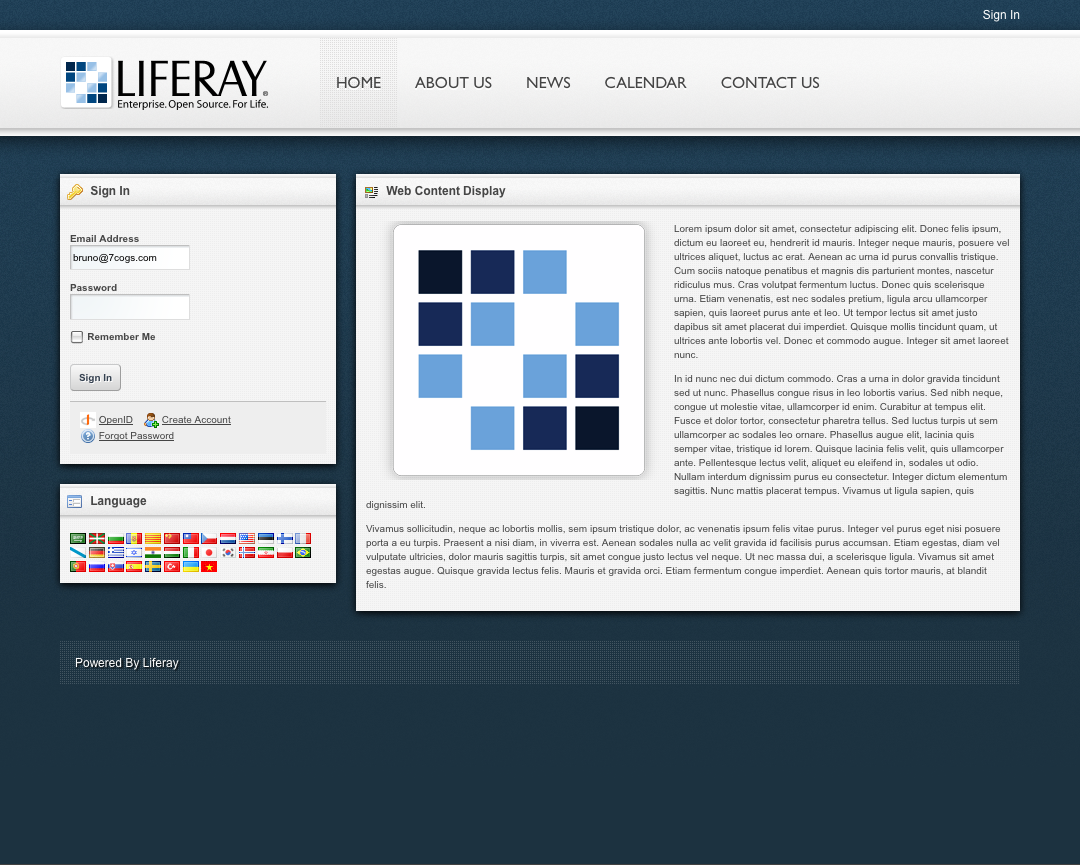 Sign In
LIFERAY®
Enterprise. Open Source. For Life.
HOME
ABOUT US
NEWS
CALENDAR
CONTACT US
Sign In
Email Address
bruno@7cogs.com
Password
Remember Me
Sign In
OpenID
Create Account
Forgot Password
Language
Web Content Display
Lorem ipsum dolor sit amet, consectetur adipiscing elit. Donec felis ipsum,
dictum eu laoreet eu, hendrerit id mauris. Integer neque mauris, posuere vel
ultrices aliquet, luctus ac erat. Aenean ac urna id purus convallis tristique.
Cum sociis natoque penatibus et magnis dis parturient montes, nascetur
ridiculus mus. Cras volutpat fermentum luctus. Donec quis scelerisque
urna. Etiam venenatis, est nec sodales pretium, ligula arcu ullamcorper
sapien, quis laoreet purus ante et leo. Ut tempor lectus sit amet justo
dapibus sit amet placerat dui imperdiet. Quisque mollis tincidunt quam, ut
ultrices ante lobortis vel. Donec et commodo augue. Integer sit amet laoreet
nunc.
In id nunc nec dui dictum commodo. Cras a urna in dolor gravida tincidunt
sed ut nunc. Phasellus congue risus in leo lobortis varius. Sed nibh neque,
congue ut molestie vitae, ullamcorper id enim. Curabitur at tempus elit.
Fusce et dolor tortor, consectetur pharetra tellus. Sed luctus turpis ut sem
ullamcorper ac sodales leo ornare. Phasellus augue elit, lacinia quis
semper vitae, tristique id lorem. Quisque lacinia felis velit, quis ullamcorper
ante. Pellentesque lectus velit, aliquet eu eleifend in, sodales ut odio.
Nullam interdum dignissim purus eu consectetur. Integer dictum elementum
sagittis. Nunc mattis placerat tempus. Vivamus ut ligula sapien, quis
dignissim elit.
Vivamus sollicitudin, neque ac lobortis mollis, sem ipsum tristique dolor, ac venenatis ipsum felis vitae purus. Integer vel purus eget nisi posuere
porta a eu turpis. Praesent a nisi diam, in viverra est. Aenean sodales nulla ac velit gravida id facilisis purus accumsan. Etiam egestas, diam vel
vulputate ultricies, dolor mauris sagittis turpis, sit amet congue justo lectus vel neque. Ut nec massa dui, a scelerisque ligula. Vivamus sit amet
egestas augue. Quisque gravida lectus felis. Mauris et gravida orci. Etiam fermentum congue imperdiet. Aenean quis tortor mauris, at blandit
felis.
Powered By Liferay